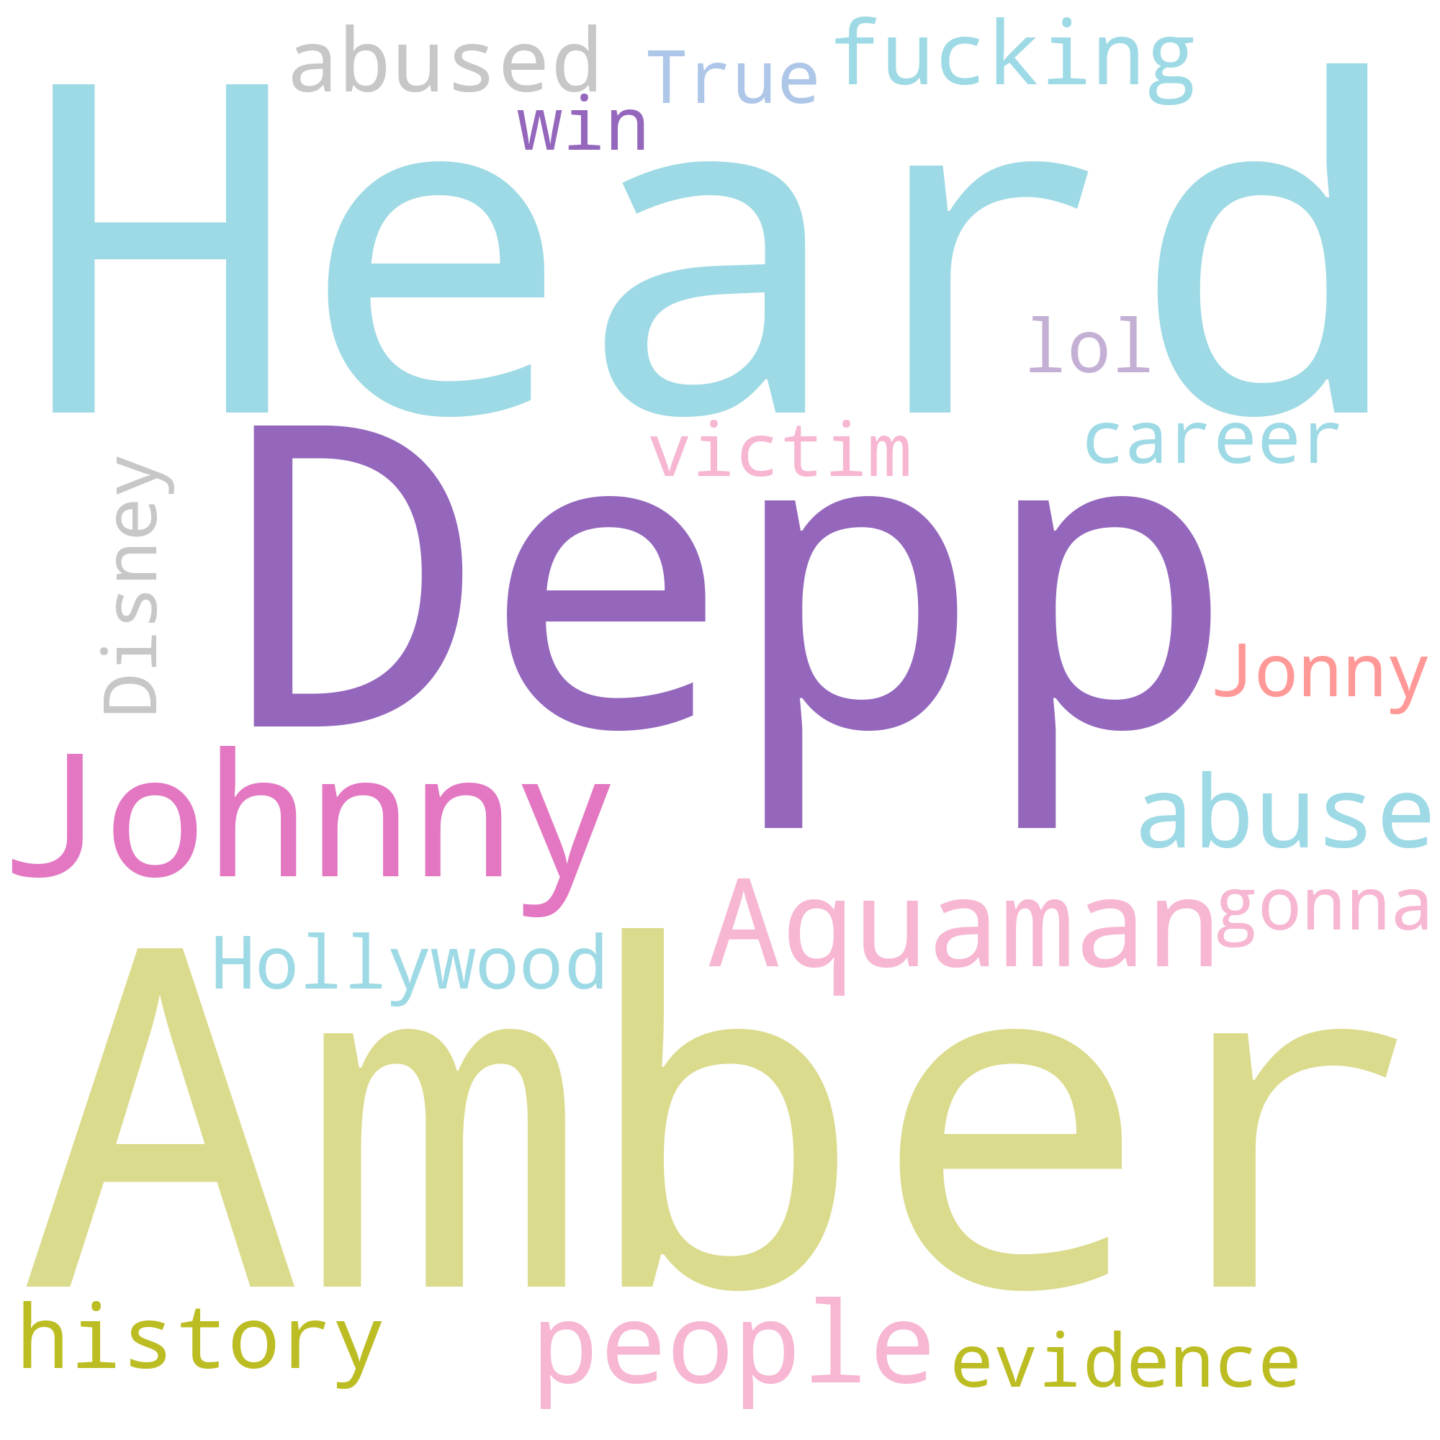 abused
True
fucking
win
Heard
lol
victim
career
Disney
Depp
Jonny
Johnny
abuse
Aquaman
gonna
Hollywood
Amber
history
people
evidence